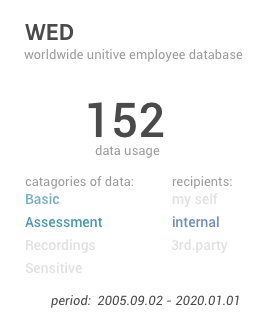 WED
worldwide unitive employee database
152
data usage
catagories of data:
Basic
Assessment
Recordings
Sensitive
recipients:
my self
internal
3rd.party
period: 2005.09.02 - 2020.01.01